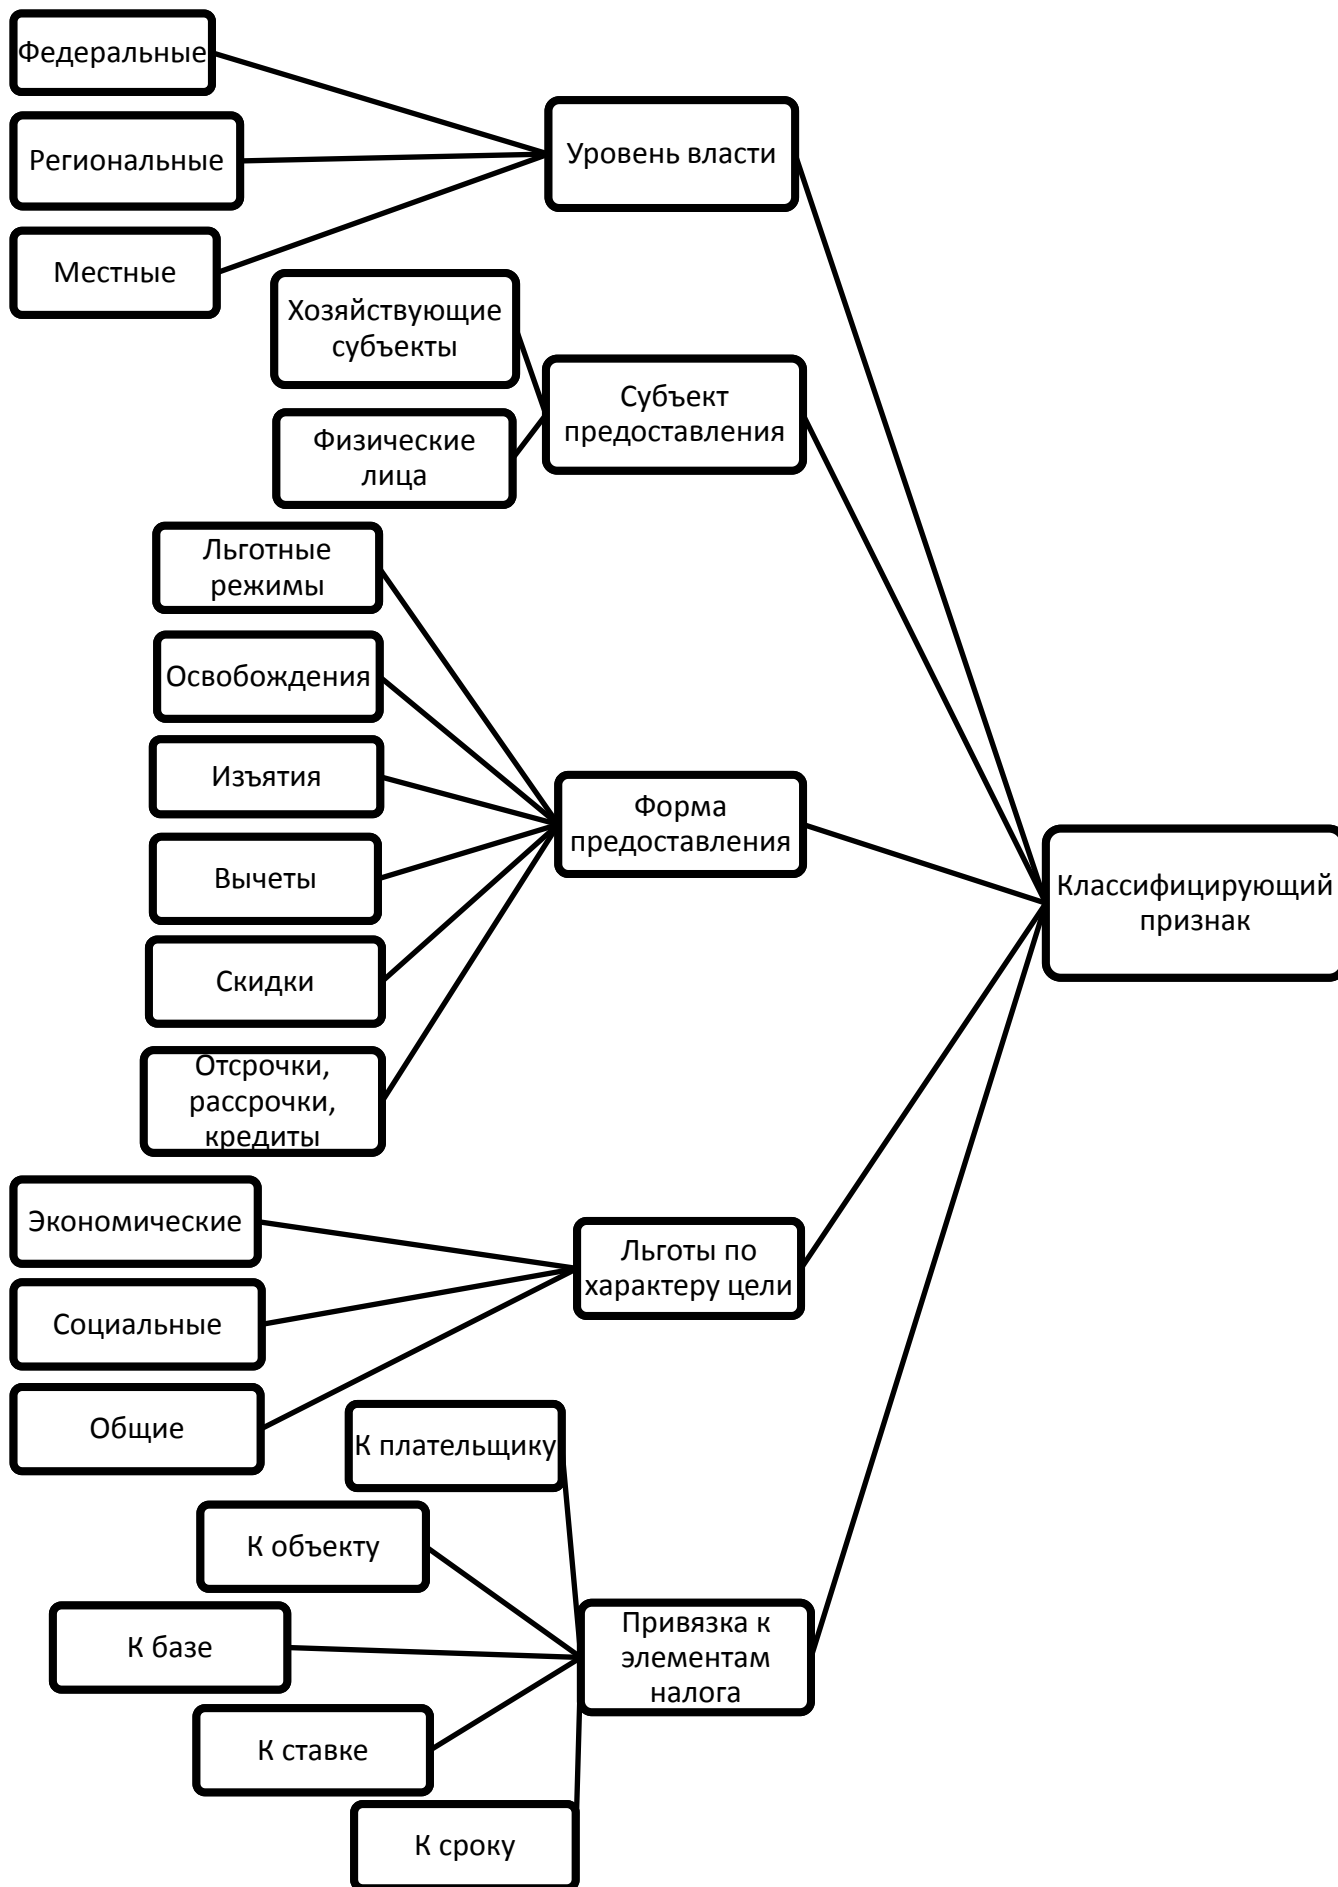 Федеральные
Региональные
Местные
Уровень власти
Хозяйствующие
субъекты
Физические
лица
Субъект
предоставления
Льготные
режимы
Освобождения
Изъятия
Вычеты
Скидки
Отсрочки,
рассрочки,
кредиты
Форма
предоставления
Классифицирующий
признак
Экономические
Социальные
Общие
Льготы по
характеру цели
К плательщику
К объекту
К базе
К ставке
К сроку
Привязка к
элементам
налога